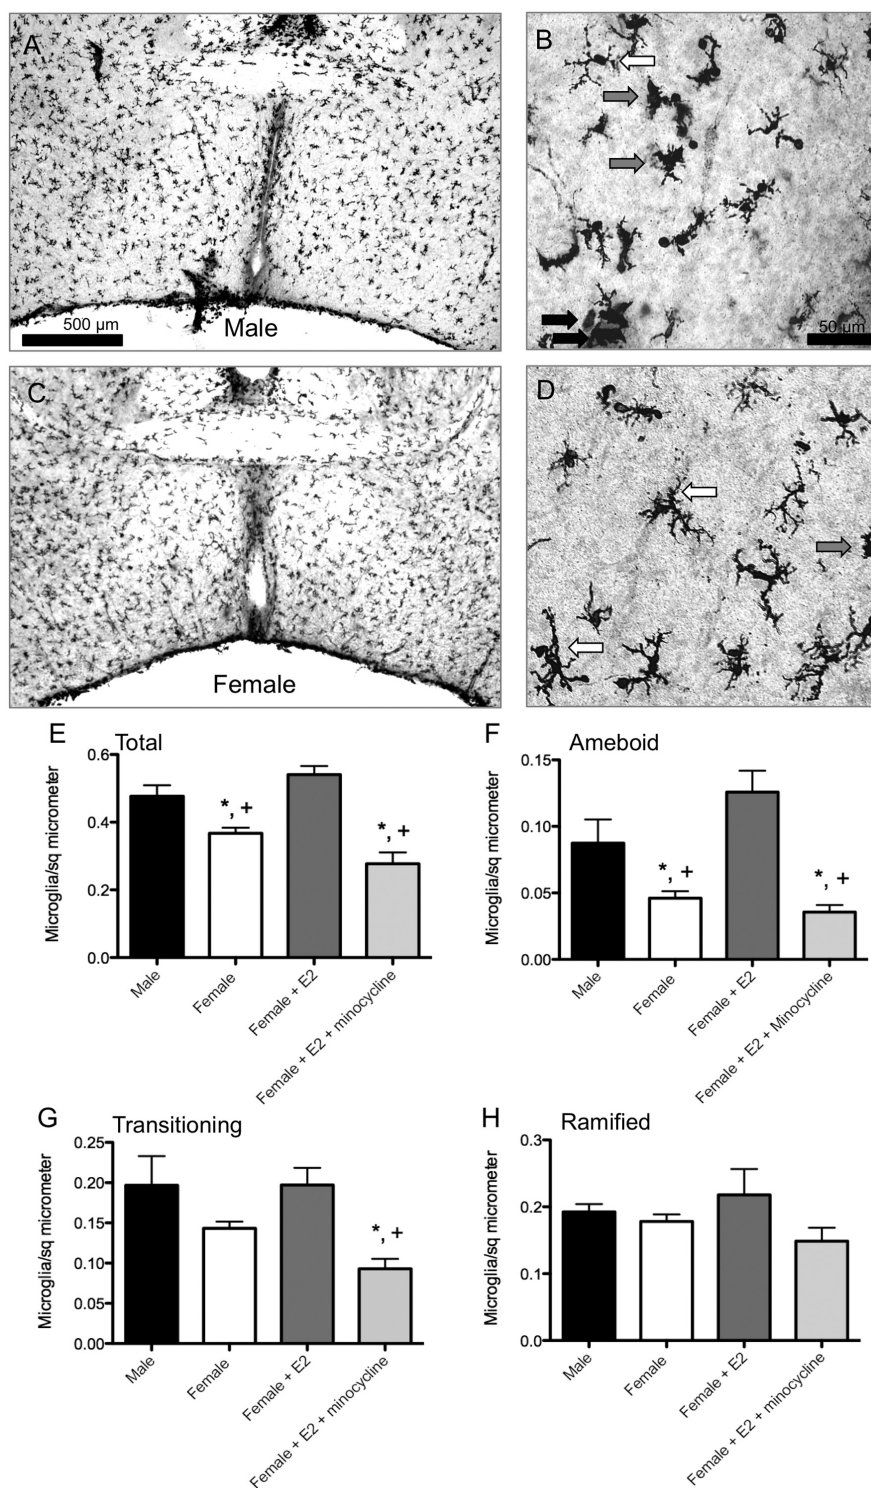 A
B
500 µm
Male
50 µm
C
D
Female
E
Total
Microglia/sq micrometer
0.6
0.4
0.2
0.0
*, +
*, +
Male
Female
Female + E2
Female + E2 + minocycline
F
Ameboid
Microglia/sq micrometer
0.15
0.10
0.05
0.00
*, +
*, +
Male
Female
Female + E2
Female + E2 + Minocycline
G
Transitioning
Microglia/sq micrometer
0.25
0.20
0.15
0.10
0.05
0.00
*, +
Male
Female
Female + E2
Female + E2 + minocycline
H
Ramified
Microglia/sq micrometer
0.3
0.2
0.1
0.0
Male
Female
Female + E2
Female + E2 + minocycline